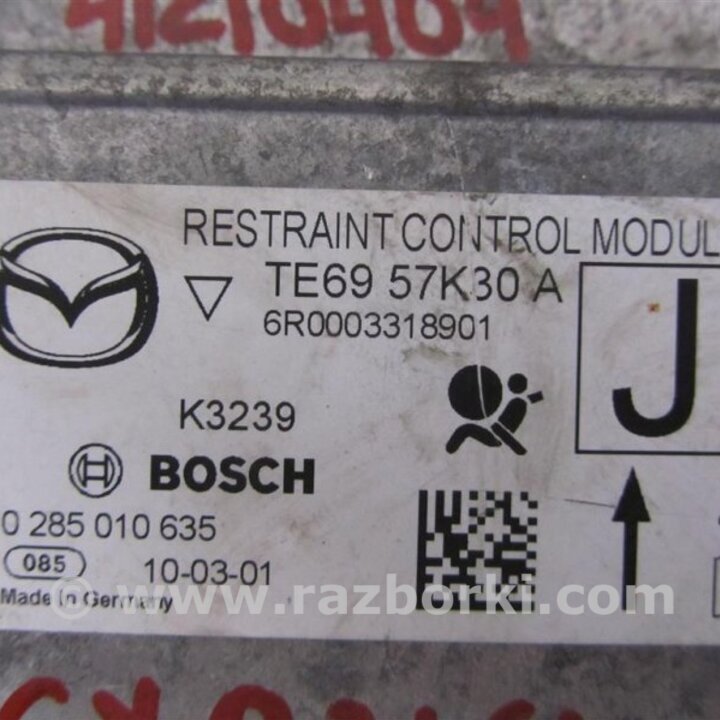 41210404
RESTRAINT CONTROL MODUL
TE69 57K30 A
6R0003318901
J
K3239
BOSCH
0 285 010 635
085 10-03-01
Made in Germany
www.razborki.com